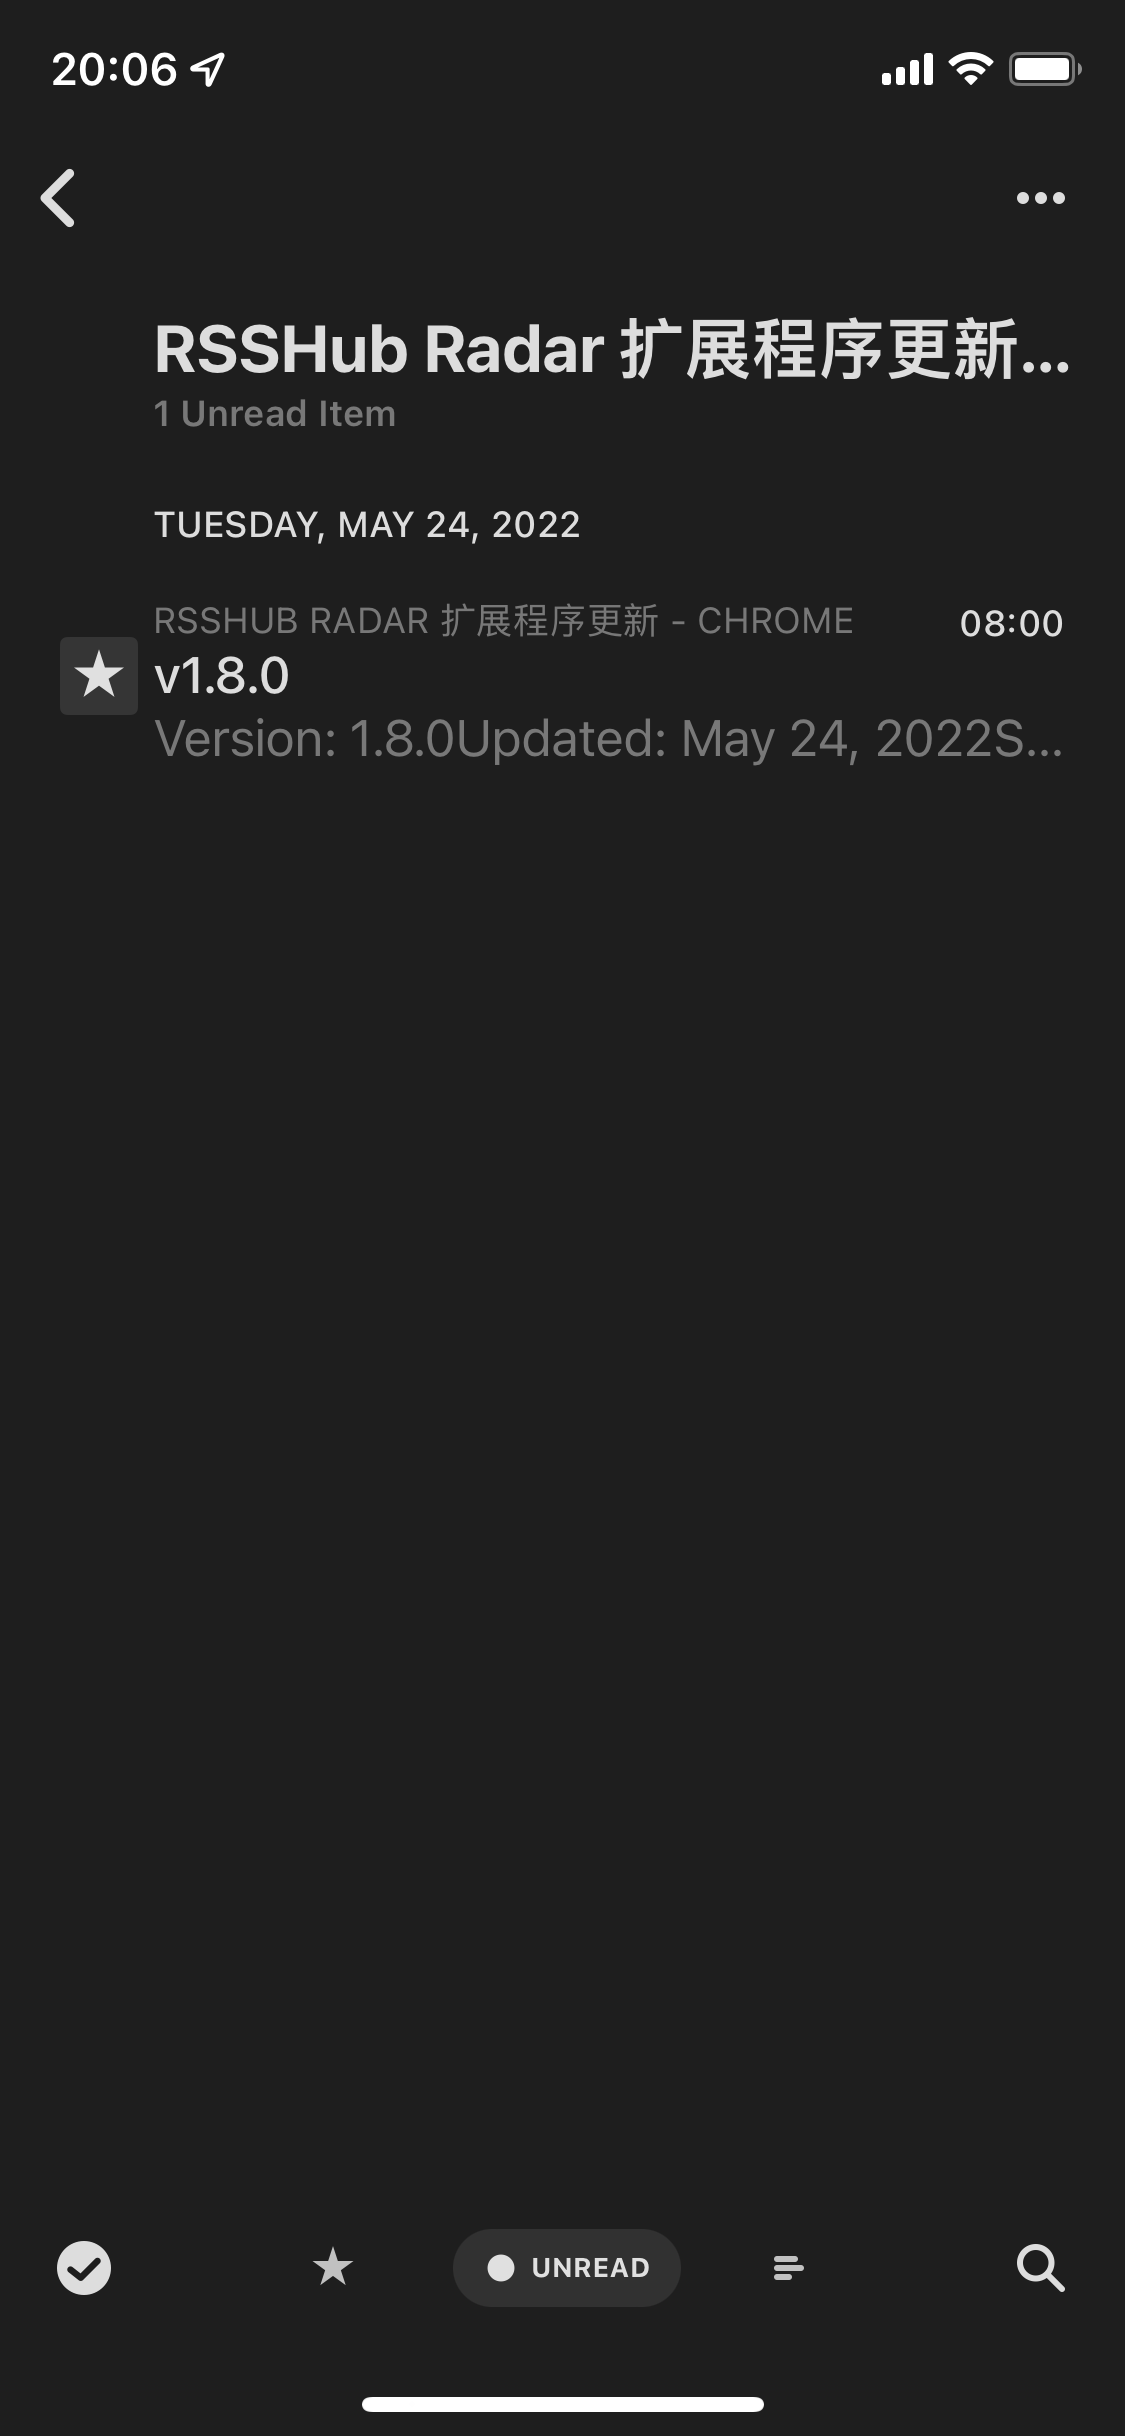 20:06
RSSHub Radar 扩展程序更新...
1 Unread Item
TUESDAY, MAY 24, 2022
RSSHUB RADAR 扩展程序更新 - CHROME 08:00
v1.8.0
Version: 1.8.0Updated: May 24, 2022S...
UNREAD